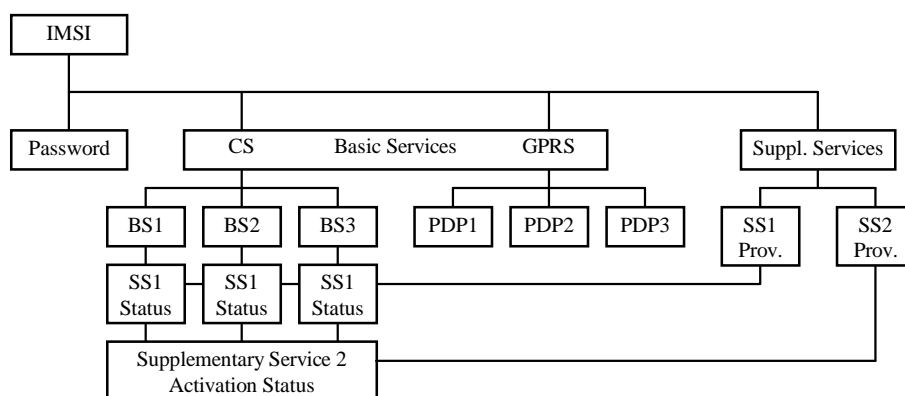 IMSI
Password
CS Basic Services GPRS
Suppl. Services
BS1
BS2
BS3
PDP1
PDP2
PDP3
SS1
Prov.
SS2
Prov.
SS1
Status
SS1
Status
SS1
Status
Supplementary Service 2
Activation Status